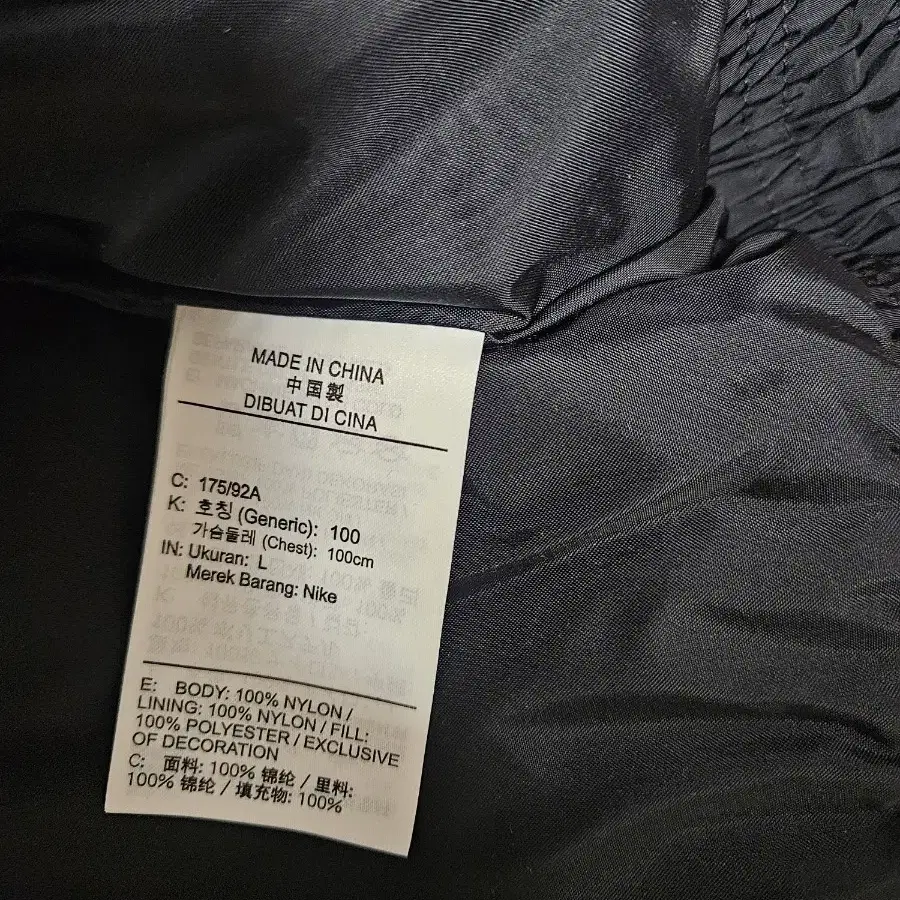 MADE IN CHINA
中国製
DIBUAT DI CINA
C: 175/92A
K: 호칭 (Generic): 100
가슴둘레 (Chest): 100cm
IN: Ukuran: L
Merek Barang: Nike
E: BODY: 100% NYLON /
LINING: 100% NYLON / FILL:
100% POLYESTER / EXCLUSIVE
OF DECORATION
C: 面料: 100% 锦纶 / 里料:
100% 锦纶 / 填充物: 100%